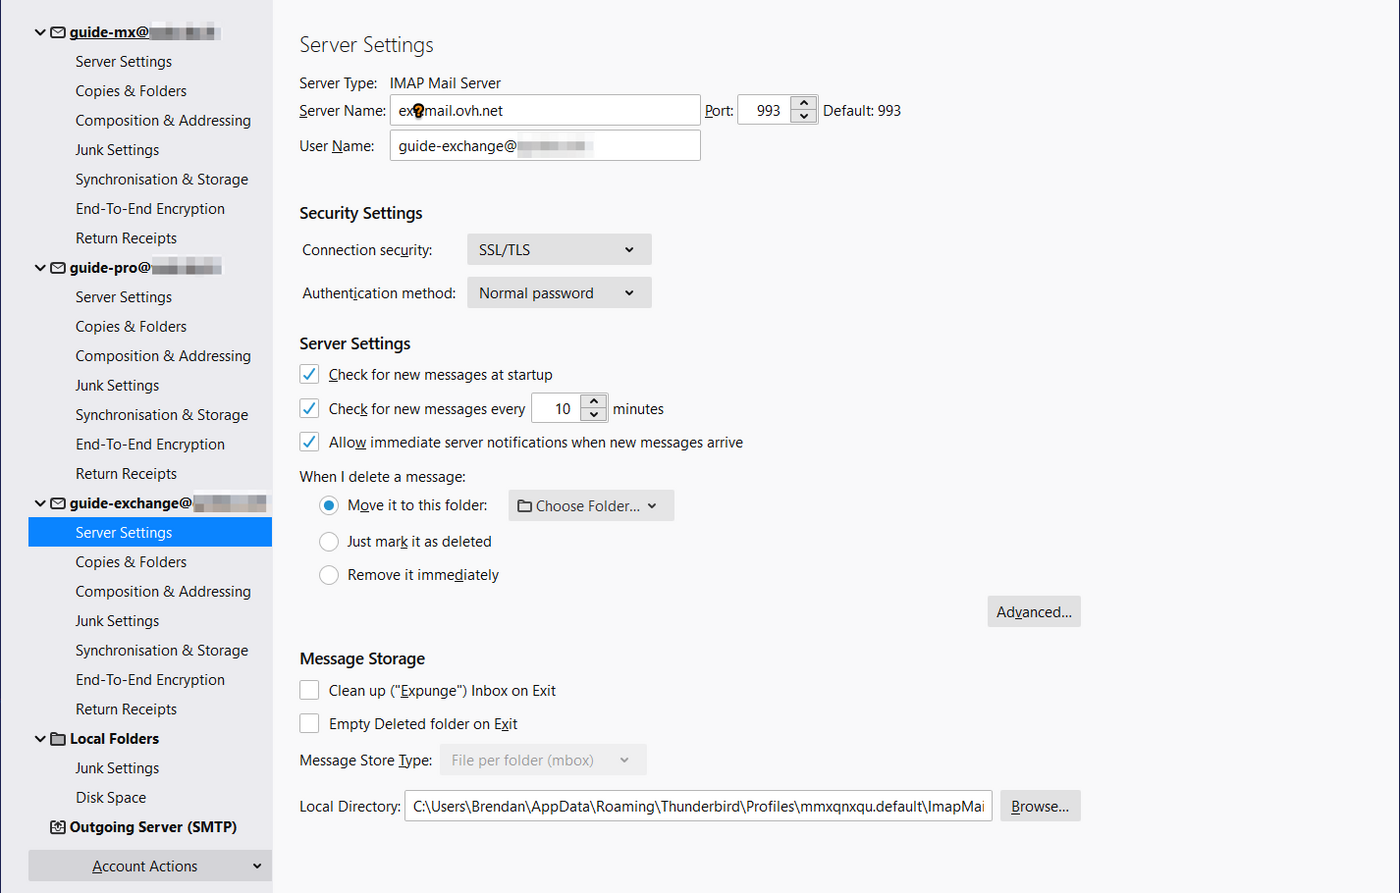 guide-mx@
Server Settings
Copies & Folders
Composition & Addressing
Junk Settings
Synchronisation & Storage
End-To-End Encryption
Return Receipts
guide-pro@
Server Settings
Copies & Folders
Composition & Addressing
Junk Settings
Synchronisation & Storage
End-To-End Encryption
Return Receipts
guide-exchange@
Server Settings
Copies & Folders
Composition & Addressing
Junk Settings
Synchronisation & Storage
End-To-End Encryption
Return Receipts
Local Folders
Junk Settings
Disk Space
Outgoing Server (SMTP)
Account Actions
Server Settings
Server Type: IMAP Mail Server
Server Name: ex?mail.ovh.net Port: 993 Default: 993
User Name: guide-exchange@
Security Settings
Connection security: SSL/TLS
Authentication method: Normal password
Server Settings
Check for new messages at startup
Check for new messages every 10 minutes
Allow immediate server notifications when new messages arrive
When I delete a message:
Move it to this folder: Choose Folder...
Just mark it as deleted
Remove it immediately
Advanced...
Message Storage
Clean up ("Expunge") Inbox on Exit
Empty Deleted folder on Exit
Message Store Type: File per folder (mbox)
Local Directory: C:\Users\Brendan\AppData\Roaming\Thunderbird\Profiles\mmxqnxqu.default\ImapMai Browse...